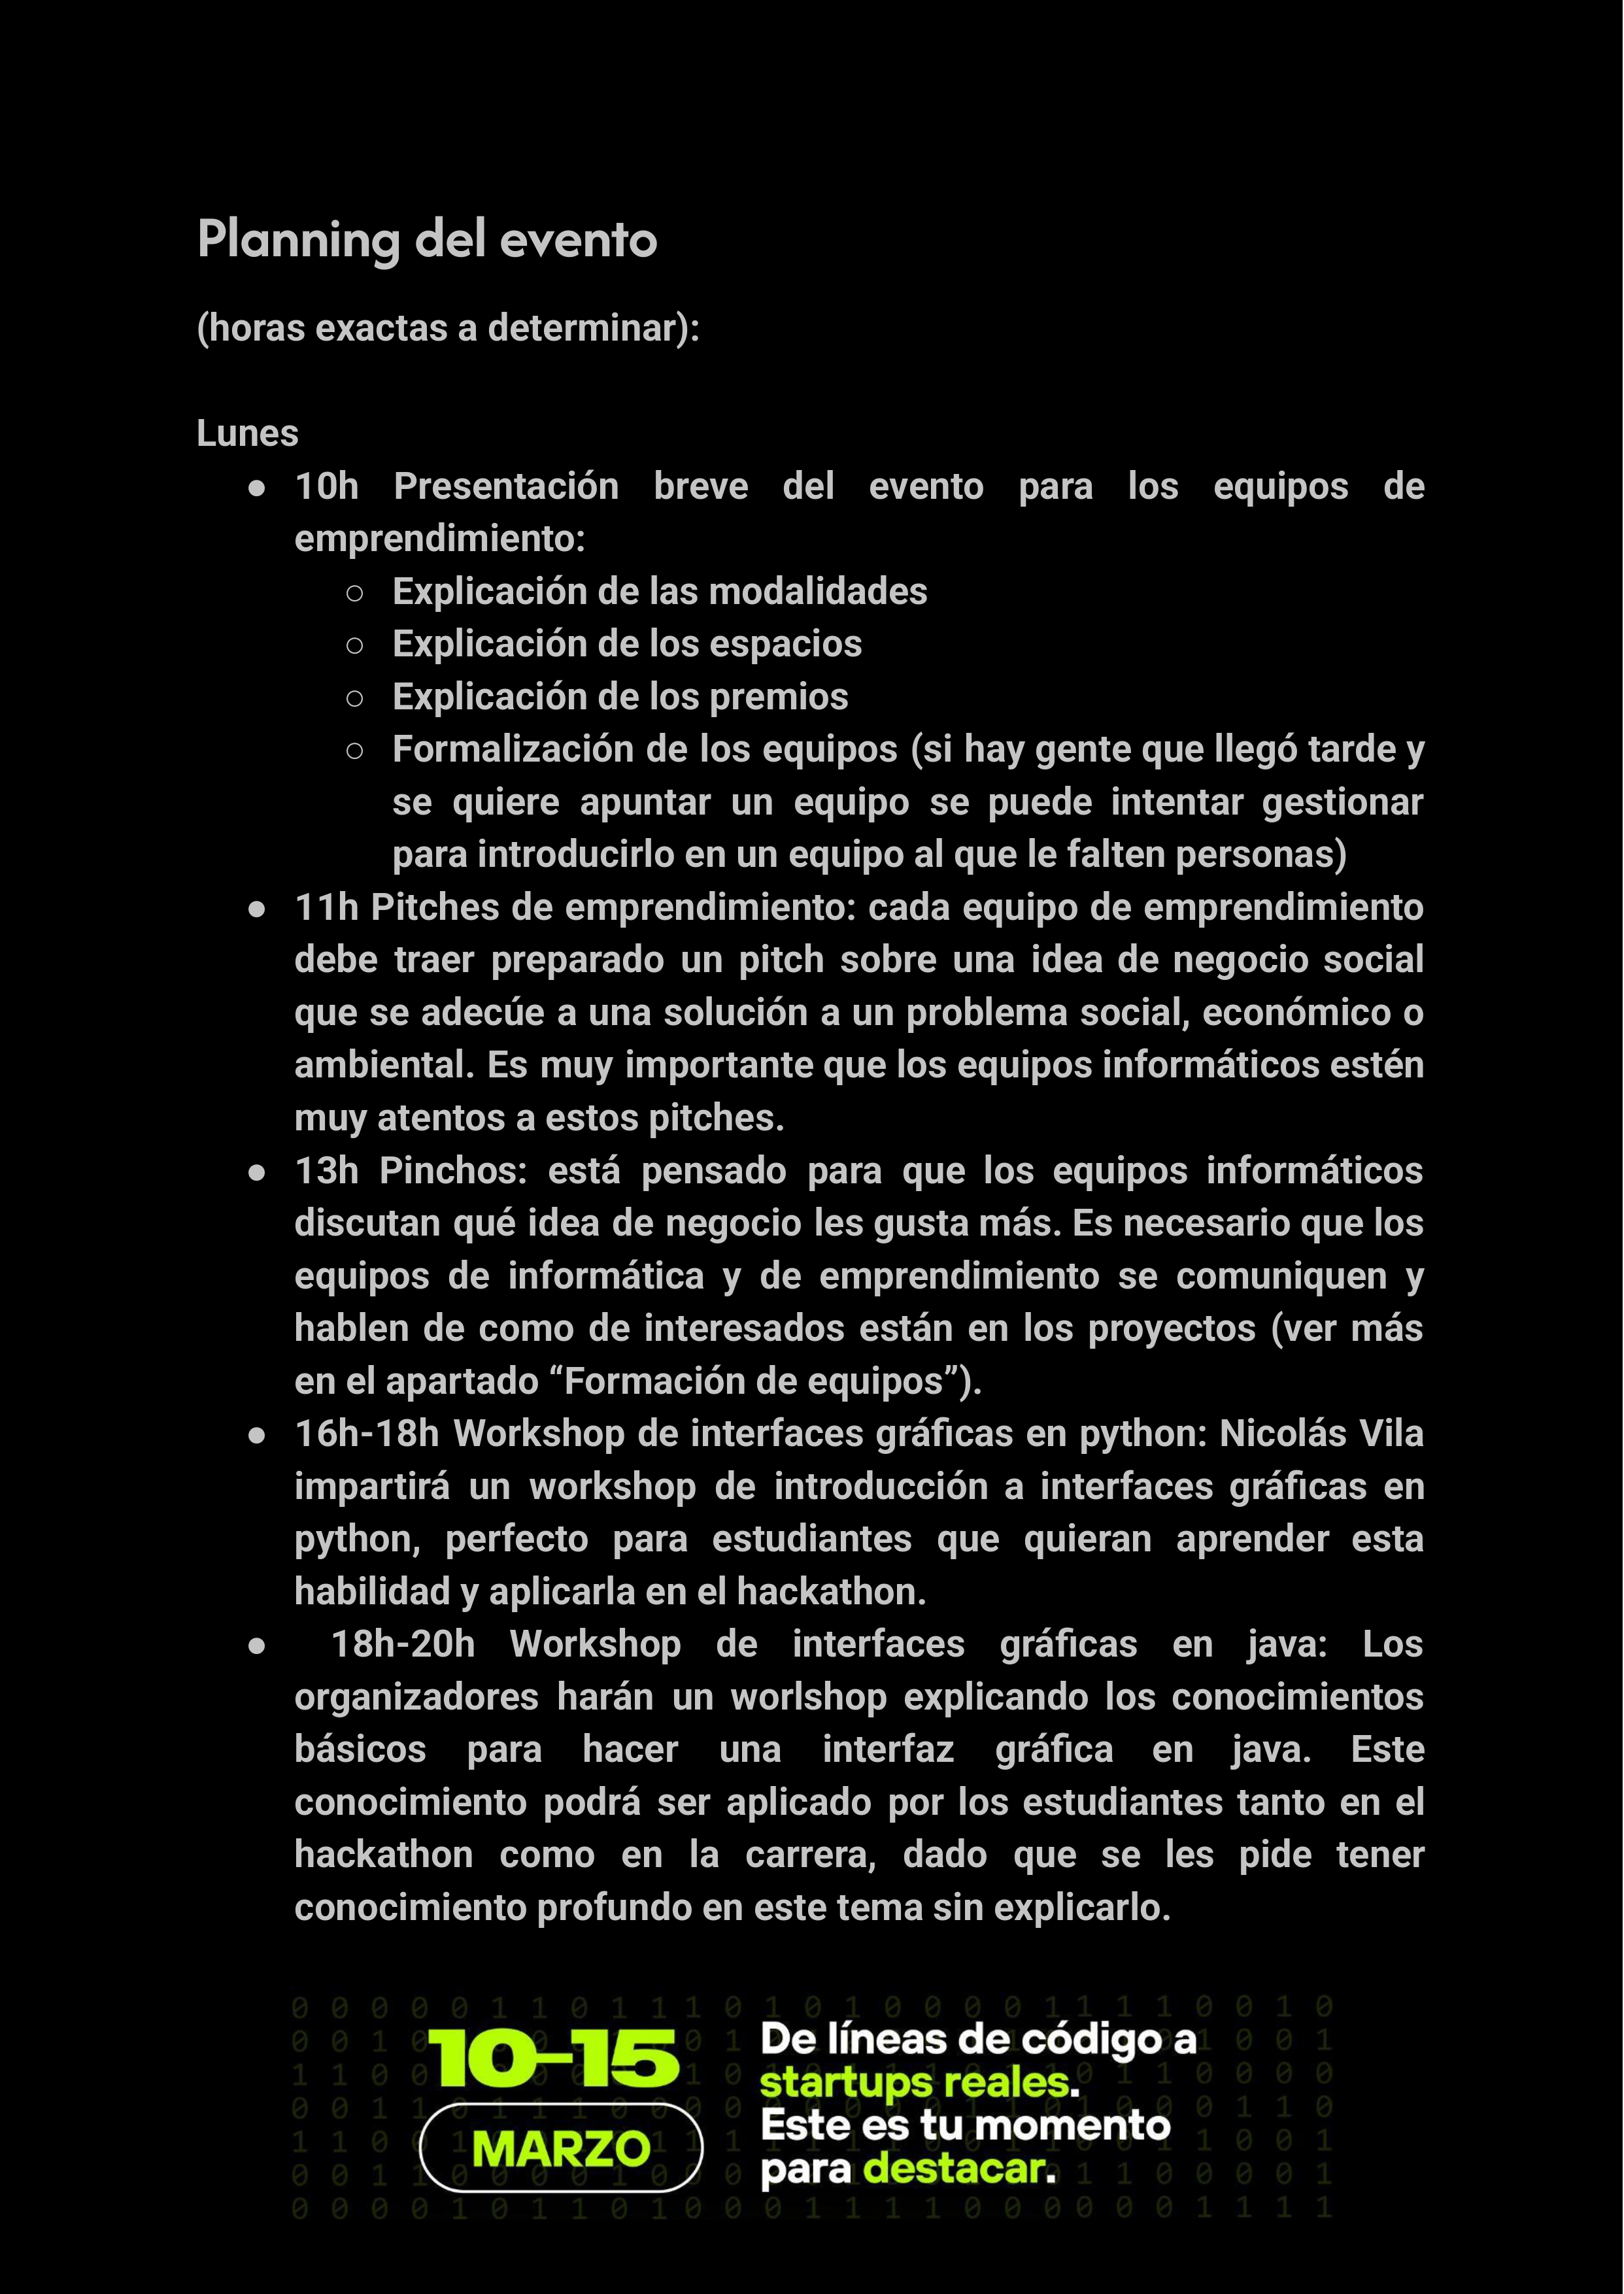 Planning del evento
(horas exactas a determinar):
Lunes
● 10h Presentación breve del evento para los equipos de
emprendimiento:
○ Explicación de las modalidades
○ Explicación de los espacios
○ Explicación de los premios
○ Formalización de los equipos (si hay gente que llegó tarde y
se quiere apuntar un equipo se puede intentar gestionar
para introducirlo en un equipo al que le falten personas)
● 11h Pitches de emprendimiento: cada equipo de emprendimiento
debe traer preparado un pitch sobre una idea de negocio social
que se adecúe a una solución a un problema social, económico o
ambiental. Es muy importante que los equipos informáticos estén
muy atentos a estos pitches.
● 13h Pinchos: está pensado para que los equipos informáticos
discutan qué idea de negocio les gusta más. Es necesario que los
equipos de informática y de emprendimiento se comuniquen y
hablen de como de interesados están en los proyectos (ver más
en el apartado “Formación de equipos”).
● 16h-18h Workshop de interfaces gráficas en python: Nicolás Vila
impartirá un workshop de introducción a interfaces gráficas en
python, perfecto para estudiantes que quieran aprender esta
habilidad y aplicarla en el hackathon.
● 18h-20h Workshop de interfaces gráficas en java: Los
organizadores harán un worlshop explicando los conocimientos
básicos para hacer una interfaz gráfica en java. Este
conocimiento podrá ser aplicado por los estudiantes tanto en el
hackathon como en la carrera, dado que se les pide tener
conocimiento profundo en este tema sin explicarlo.
10–15
MARZO
De líneas de código a
startups reales.
Este es tu momento
para destacar.